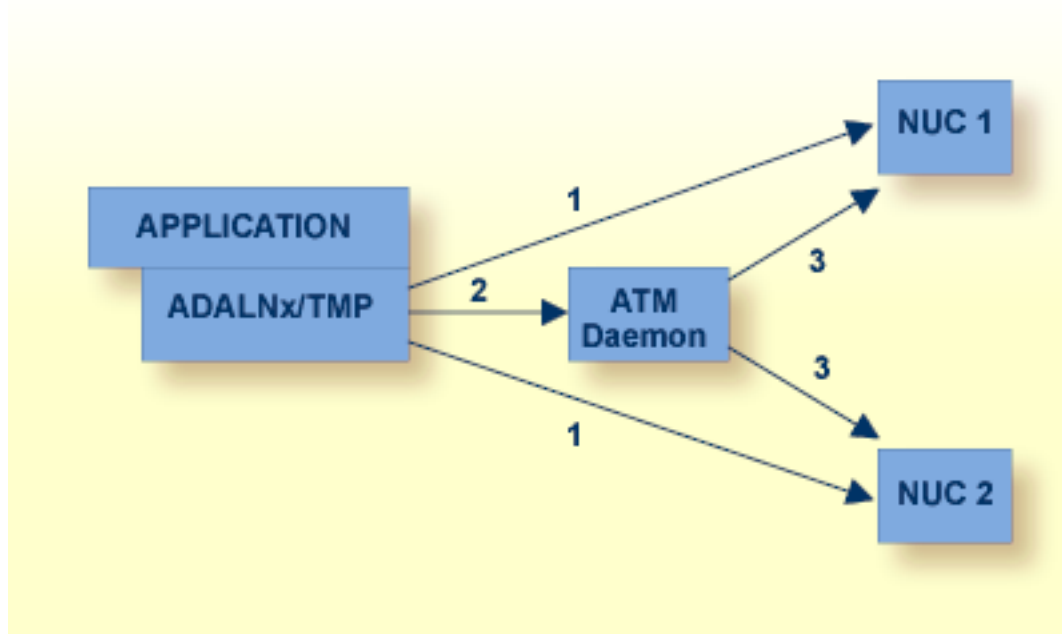 NUC 1
1
APPLICATION
3
ADALNx/TMP
2
ATM
Daemon
3
1
NUC 2